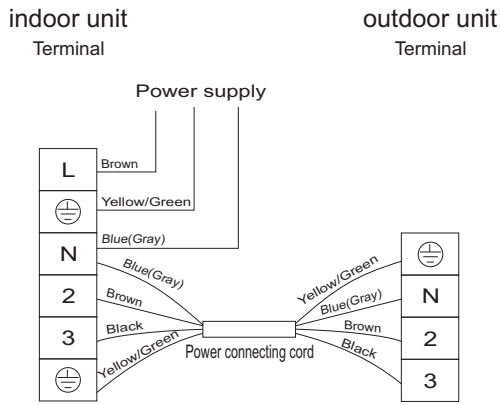 indoor unit
Terminal
outdoor unit
Terminal
Power supply
L
Brown
Yellow/Green
N
Blue(Gray)
Blue(Gray)
2
Brown
3
Black
Yellow/Green
Power connecting cord
Yellow/Green
Blue(Gray)
N
Brown
2
Black
3